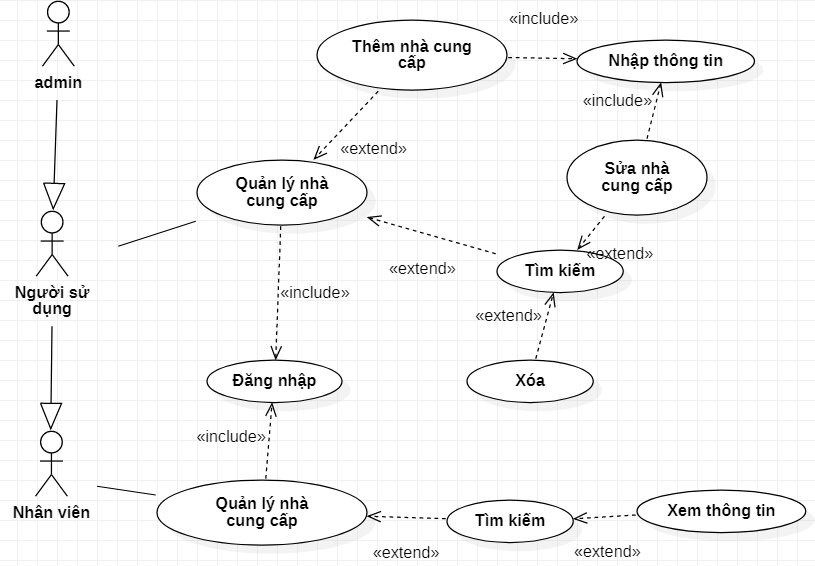 «include»
Thêm nhà cung
cấp
Nhập thông tin
admin
«include»
«extend»
Sửa nhà
cung cấp
Quản lý nhà
cung cấp
«extend»
«extend»
Tìm kiếm
Người sử
dụng
«include»
«extend»
Đăng nhập
Xóa
«include»
Nhân viên
Quản lý nhà
cung cấp
Tìm kiếm
Xem thông tin
«extend»
«extend»